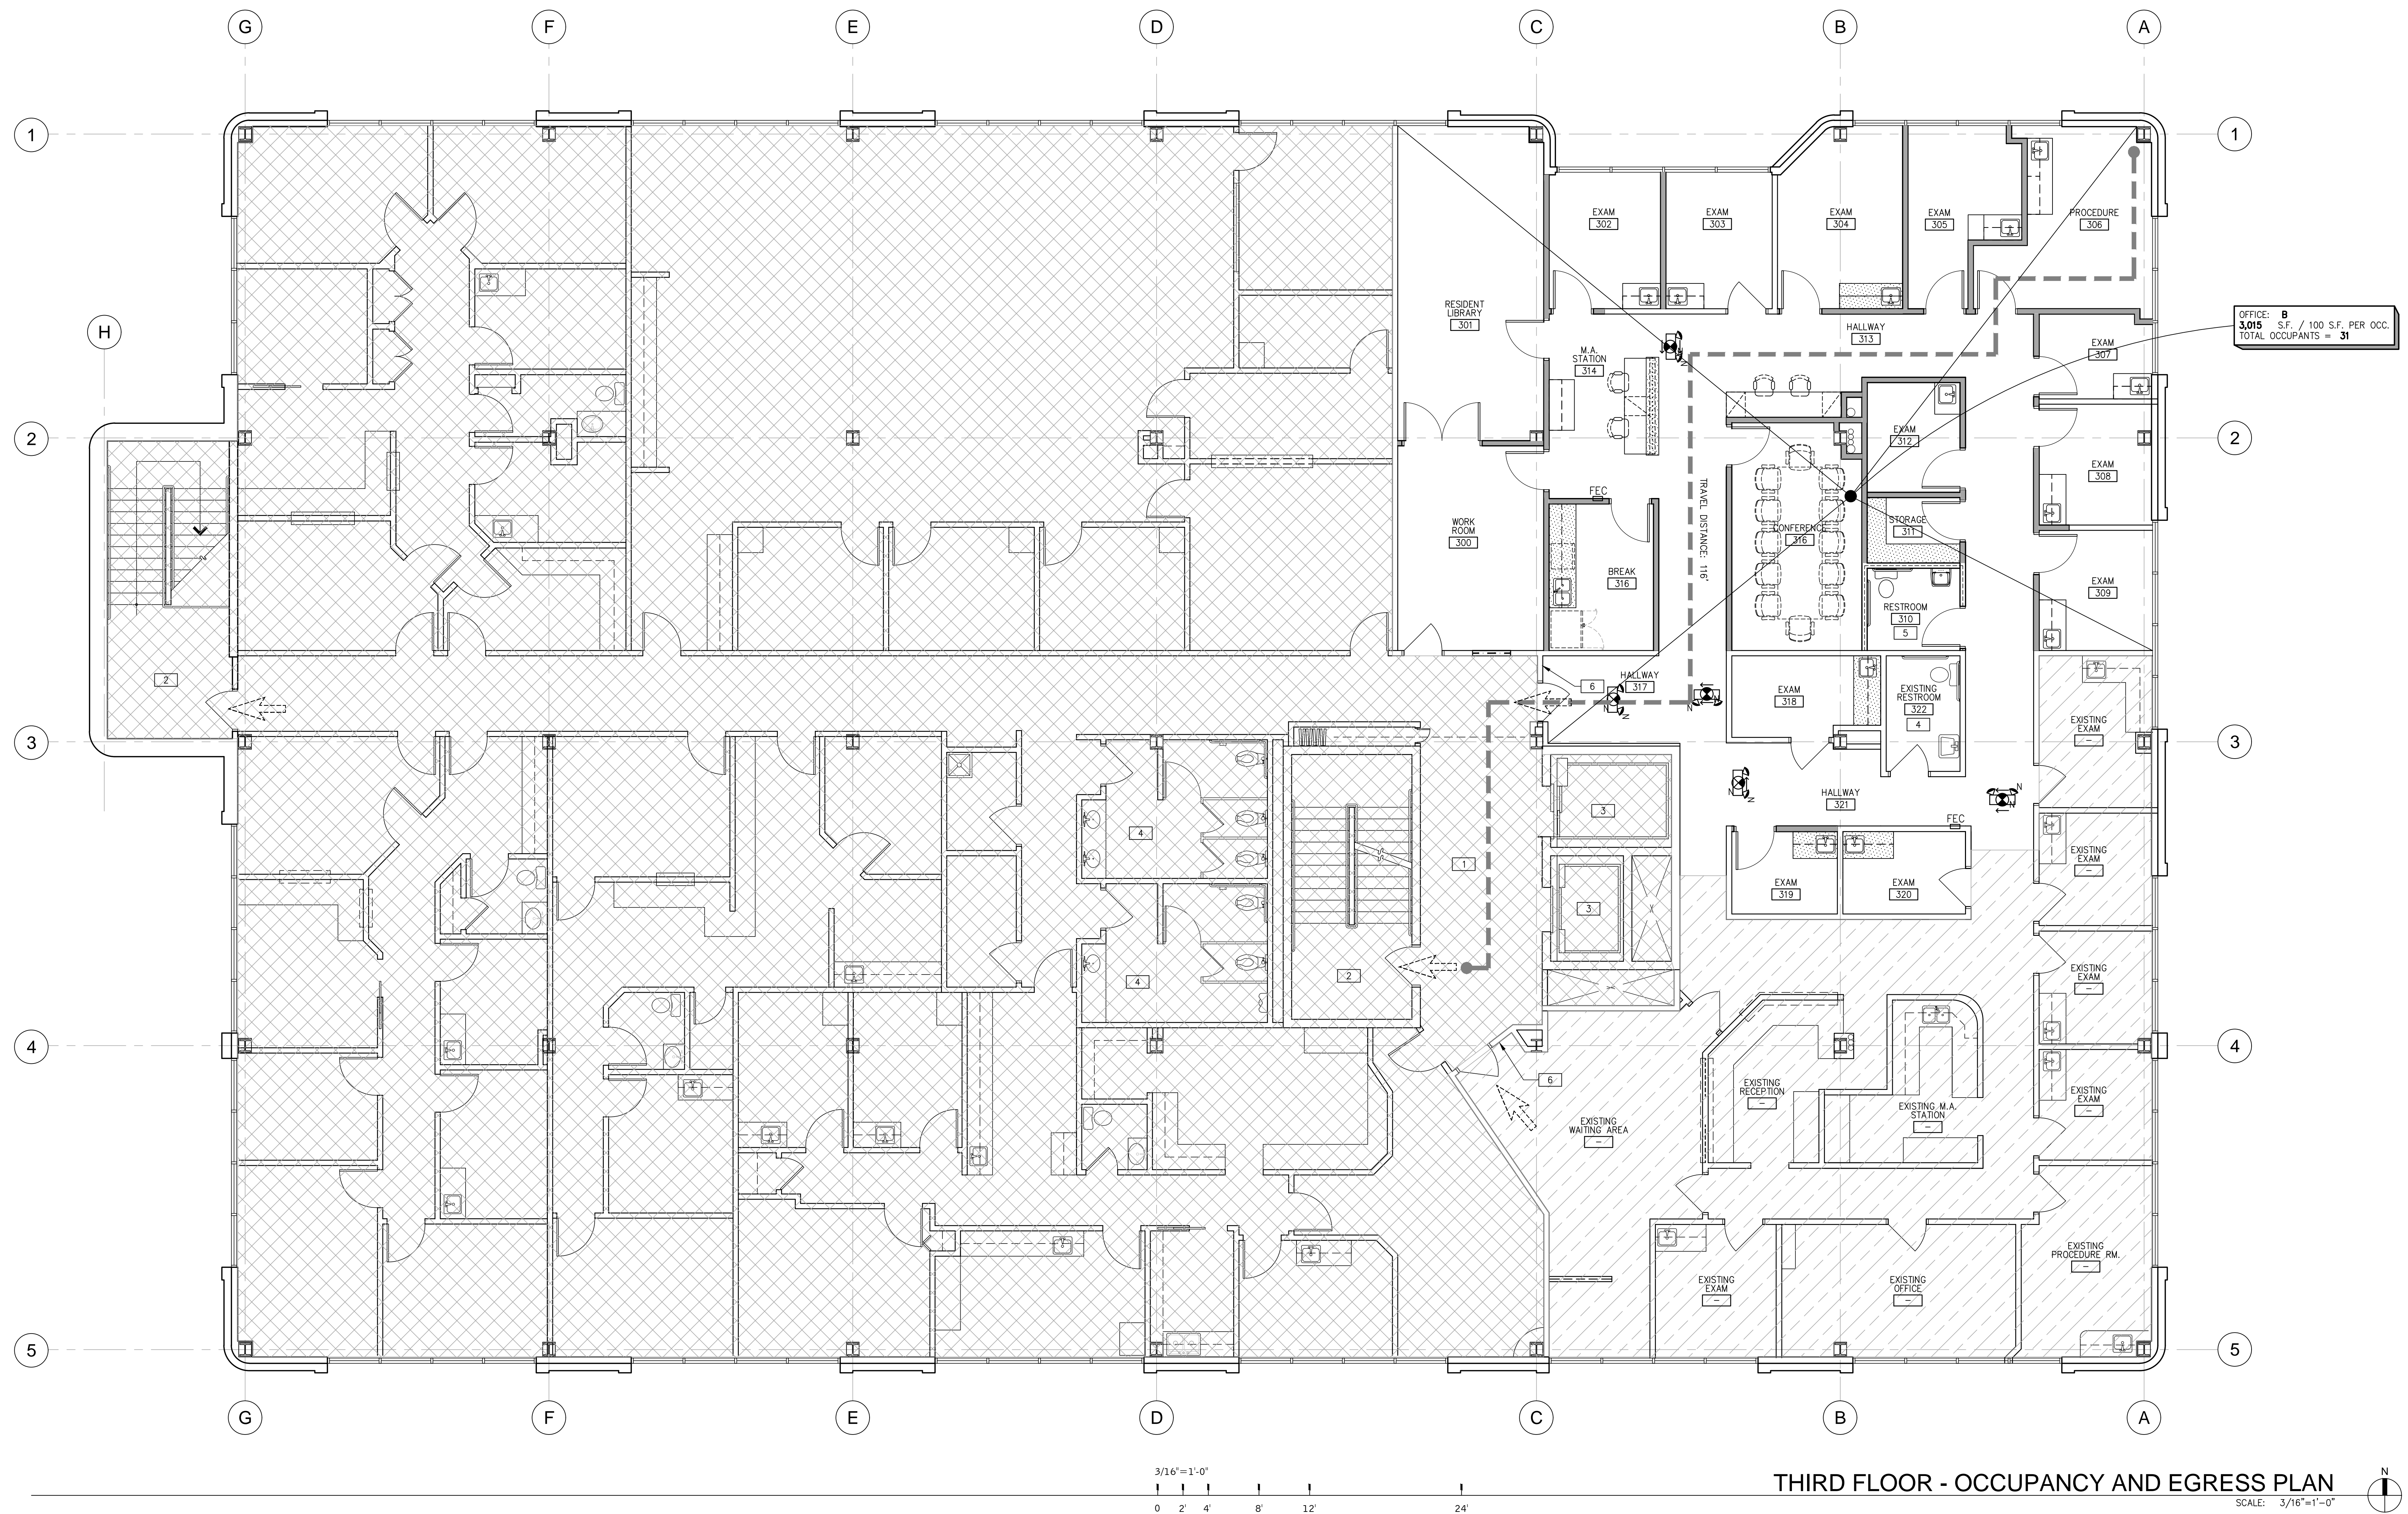 G
F
E
D
C
B
A
1
1
EXAM
302
EXAM
303
EXAM
304
EXAM
305
PROCEDURE
306
RESIDENT
LIBRARY
301
H
HALLWAY
313
M.A.
STATION
314
EXAM
307
OFFICE: B
3,015 S.F. / 100 S.F. PER OCC.
TOTAL OCCUPANTS = 31
2
2
EXAM
312
EXAM
308
FEC
WORK
ROOM
300
TRAVEL DISTANCE: 116'
CONFERENCE
316
STORAGE
311
BREAK
316
EXAM
309
RESTROOM
310
5
2
6
HALLWAY
317
EXAM
318
EXISTING
RESTROOM
322
4
EXISTING
EXAM
-
3
3
3
HALLWAY
321
FEC
4
1
EXISTING
EXAM
-
EXAM
319
EXAM
320
3
4
2
EXISTING
EXAM
-
4
4
6
EXISTING
RECEPTION
-
EXISTING M.A.
STATION
-
EXISTING
EXAM
-
EXISTING
WAITING AREA
-
EXISTING
PROCEDURE RM.
-
EXISTING
EXAM
-
EXISTING
OFFICE
-
5
5
G
F
E
D
C
B
A
3/16"=1'-0"
0 2' 4' 8' 12' 24'
THIRD FLOOR - OCCUPANCY AND EGRESS PLAN
SCALE: 3/16"=1'-0"
N